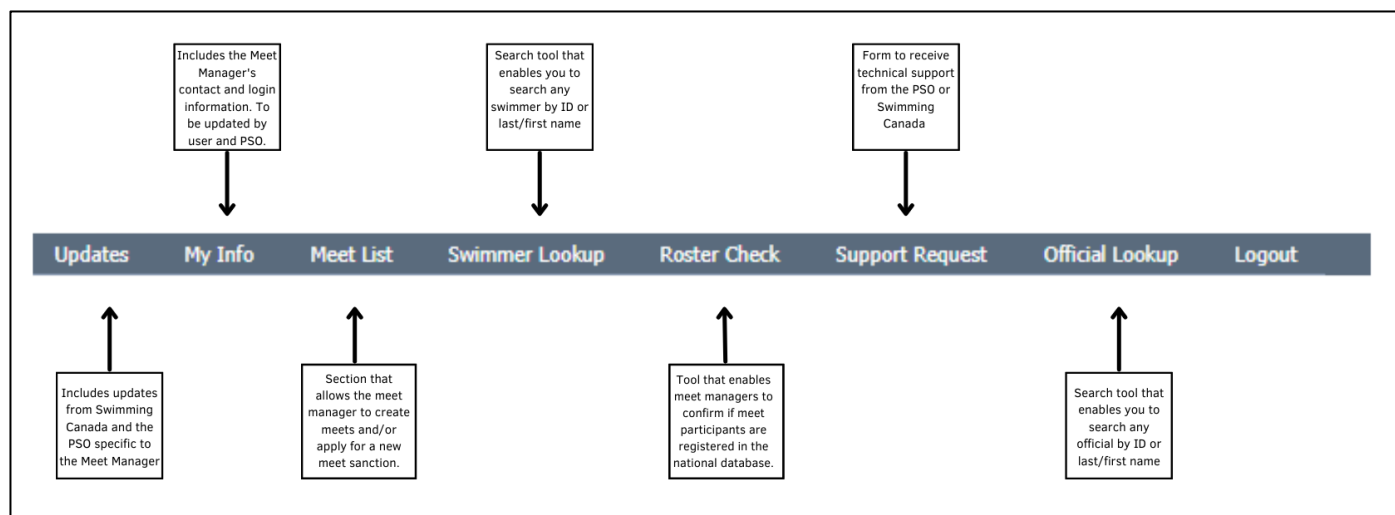 Includes the Meet
Manager's
contact and login
information. To
be updated by
user and PSO.
Search tool that
enables you to
search any
swimmer by ID or
last/first name
Form to receive
technical support
from the PSO or
Swimming
Canada
Updates My Info Meet List Swimmer Lookup Roster Check Support Request Official Lookup Logout
Includes updates
from Swimming
Canada and the
PSO specific to
the Meet Manager
Section that
allows the meet
manager to create
meets and/or
apply for a new
meet sanction.
Tool that enables
meet managers to
confirm if meet
participants are
registered in the
national database.
Search tool that
enables you to
search any
official by ID or
last/first name